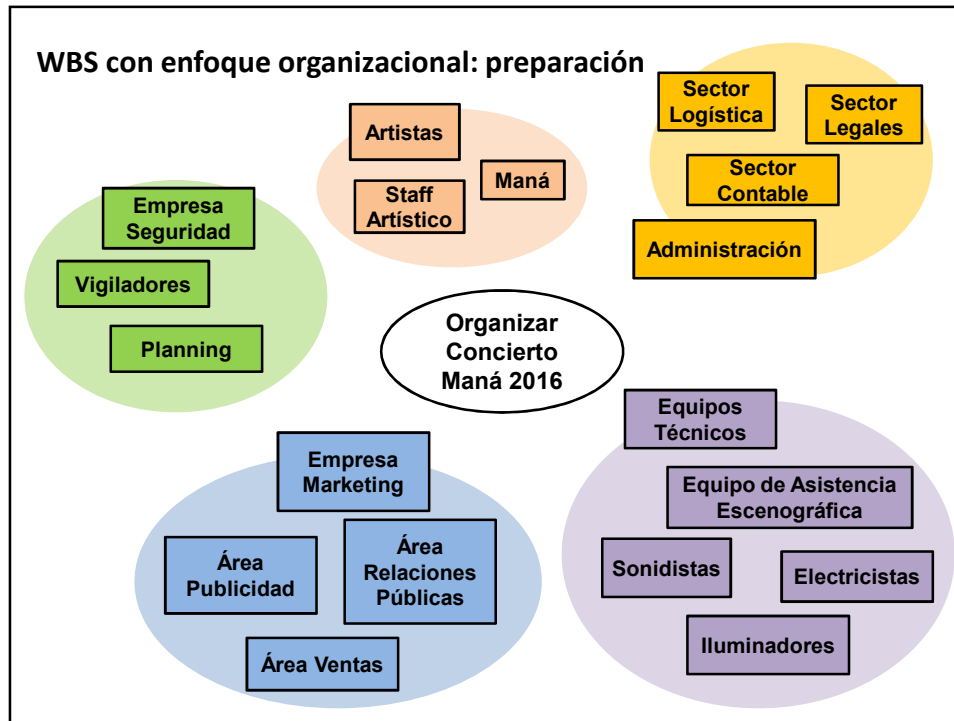 WBS con enfoque organizacional: preparación
Sector
Logística
Sector
Legales
Sector
Contable
Administración
Artistas
Maná
Staff
Artístico
Empresa
Seguridad
Vigiladores
Planning
Organizar
Concierto
Maná 2016
Empresa
Marketing
Área
Publicidad
Área
Relaciones
Públicas
Área Ventas
Equipos
Técnicos
Equipo de Asistencia
Escenográfica
Sonidistas
Electricistas
Iluminadores